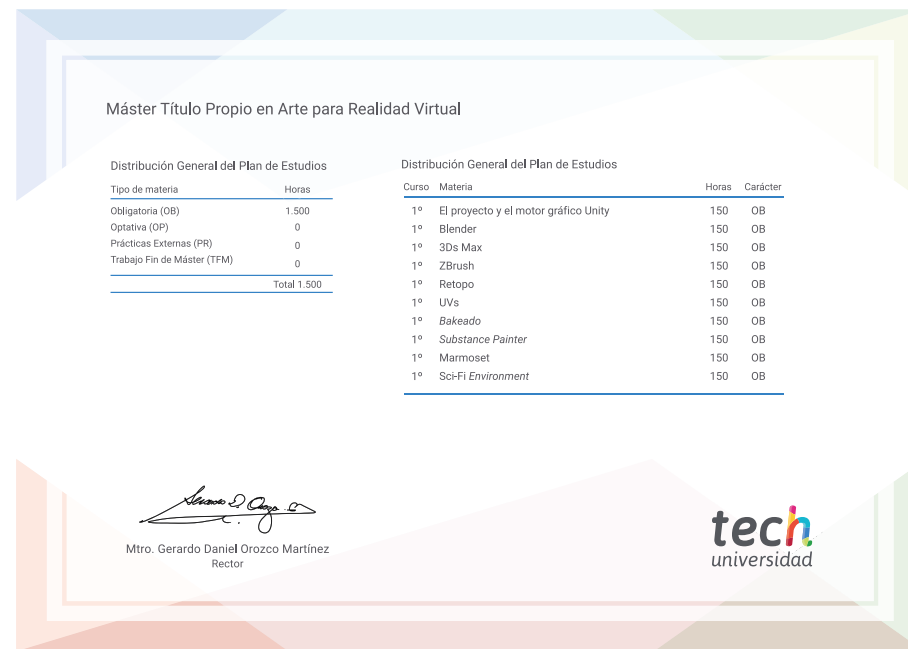 Máster Título Propio en Arte para Realidad Virtual
Distribución General del Plan de Estudios
Tipo de materia Horas
Obligatoria (OB) 1.500
Optativa (OP) 0
Prácticas Externas (PR) 0
Trabajo Fin de Máster (TFM) 0
Total 1.500
Distribución General del Plan de Estudios
Curso Materia Horas Carácter
1º El proyecto y el motor gráfico Unity 150 OB
1º Blender 150 OB
1º 3Ds Max 150 OB
1º ZBrush 150 OB
1º Retopo 150 OB
1º UVs 150 OB
1º Bakeado 150 OB
1º Substance Painter 150 OB
1º Marmoset 150 OB
1º Sci-Fi Environment 150 OB
Mtro. Gerardo Daniel Orozco Martínez
Rector
tech
universidad